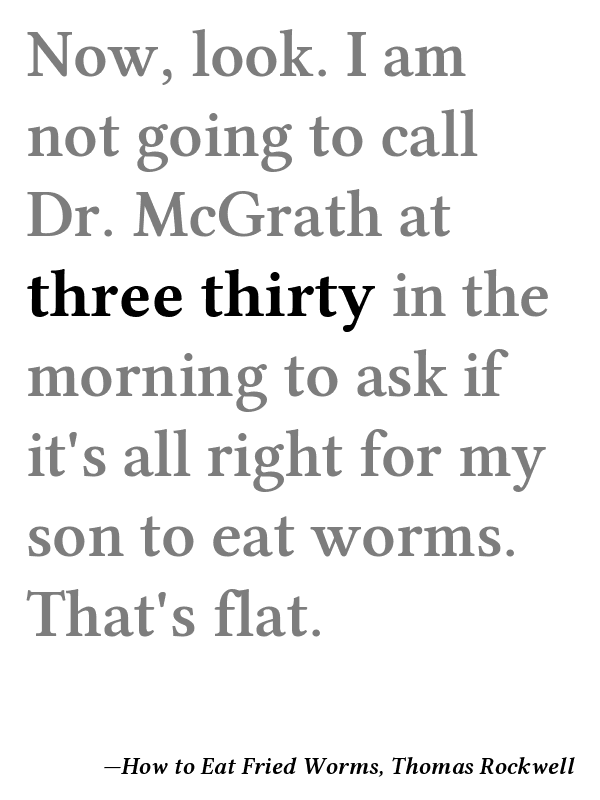 Now, look. I am
not going to call
Dr. McGrath at
three thirty in the
morning to ask if
it's all right for my
son to eat worms.
That's flat.
—How to Eat Fried Worms, Thomas Rockwell